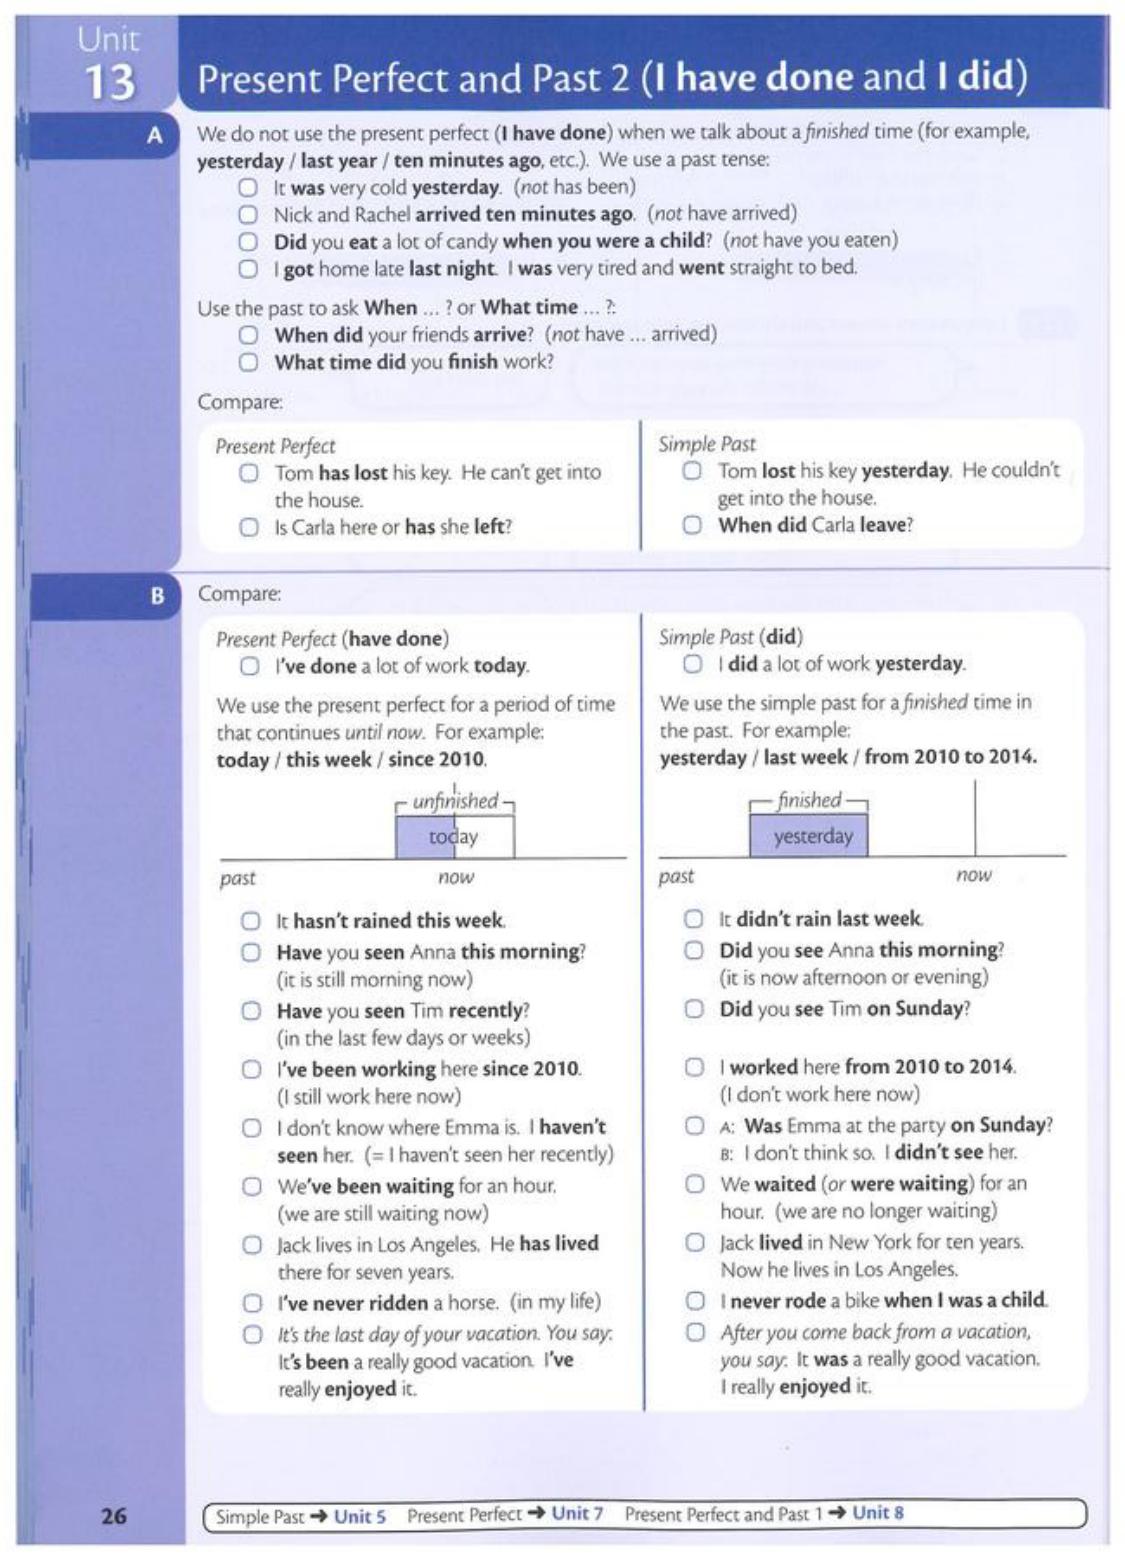 Unit
13
Present Perfect and Past 2 (I have done and I did)
A
We do not use the present perfect (I have done) when we talk about a finished time (for example,
yesterday / last year / ten minutes ago, etc.). We use a past tense:
It was very cold yesterday. (not has been)
Nick and Rachel arrived ten minutes ago. (not have arrived)
Did you eat a lot of candy when you were a child? (not have you eaten)
I got home late last night. I was very tired and went straight to bed.
Use the past to ask When ... ? or What time ... ?:
When did your friends arrive? (not have ... arrived)
What time did you finish work?
Compare:
Present Perfect
Tom has lost his key. He can't get into
the house.
Is Carla here or has she left?
Simple Past
Tom lost his key yesterday. He couldn't
get into the house.
When did Carla leave?
B
Compare:
Present Perfect (have done)
I've done a lot of work today.
We use the present perfect for a period of time
that continues until now. For example:
today / this week / since 2010.
unfinished
today
past now
It hasn't rained this week.
Have you seen Anna this morning?
(it is still morning now)
Have you seen Tim recently?
(in the last few days or weeks)
I've been working here since 2010.
(I still work here now)
I don't know where Emma is. I haven't
seen her. (= I haven't seen her recently)
We've been waiting for an hour.
(we are still waiting now)
Jack lives in Los Angeles. He has lived
there for seven years.
I've never ridden a horse. (in my life)
It's the last day of your vacation. You say:
It's been a really good vacation. I've
really enjoyed it.
Simple Past (did)
I did a lot of work yesterday.
We use the simple past for a finished time in
the past. For example:
yesterday / last week / from 2010 to 2014.
finished
yesterday
past now
It didn't rain last week.
Did you see Anna this morning?
(it is now afternoon or evening)
Did you see Tim on Sunday?
I worked here from 2010 to 2014.
(I don't work here now)
A: Was Emma at the party on Sunday?
B: I don't think so. I didn't see her.
We waited (or were waiting) for an
hour. (we are no longer waiting)
Jack lived in New York for ten years.
Now he lives in Los Angeles.
I never rode a bike when I was a child.
After you come back from a vacation,
you say: It was a really good vacation.
I really enjoyed it.
26
Simple Past ➔ Unit 5 Present Perfect ➔ Unit 7 Present Perfect and Past 1 ➔ Unit 8